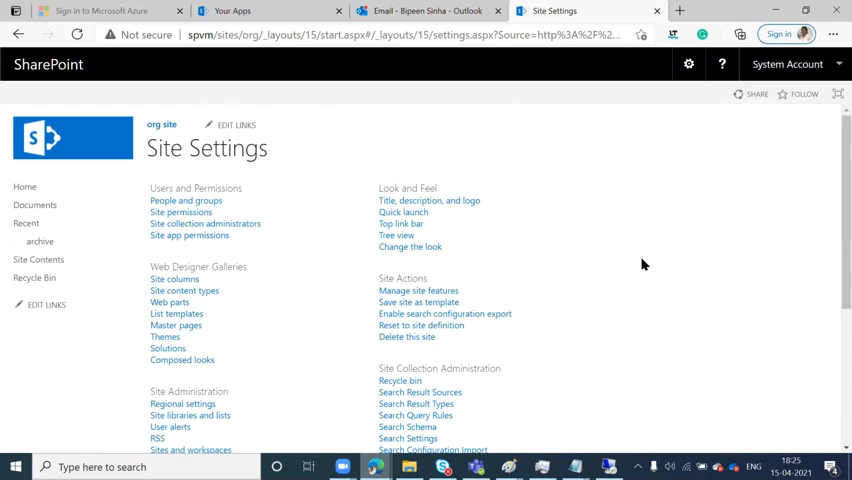 Sign in to Microsoft Azure
Your Apps
Email - Bipeen Sinha - Outlook
Site Settings
Not secure
spvm/sites/org/_layouts/15/start.aspx#/_layouts/15/settings.aspx?Source=http%3A%2F%2...
Sign in
SharePoint
System Account
SHARE
FOLLOW
org site
EDIT LINKS
Site Settings
Home
Documents
Recent
archive
Site Contents
Recycle Bin
EDIT LINKS
Users and Permissions
People and groups
Site permissions
Site collection administrators
Site app permissions
Web Designer Galleries
Site columns
Site content types
Web parts
List templates
Master pages
Themes
Solutions
Composed looks
Site Administration
Regional settings
Site libraries and lists
User alerts
RSS
Sites and workspaces
Look and Feel
Title, description, and logo
Quick launch
Top link bar
Tree view
Change the look
Site Actions
Manage site features
Save site as template
Enable search configuration export
Reset to site definition
Delete this site
Site Collection Administration
Recycle bin
Search Result Sources
Search Result Types
Search Query Rules
Search Schema
Search Settings
Search Configuration Import
Type here to search
ENG
18:25
15-04-2021
4